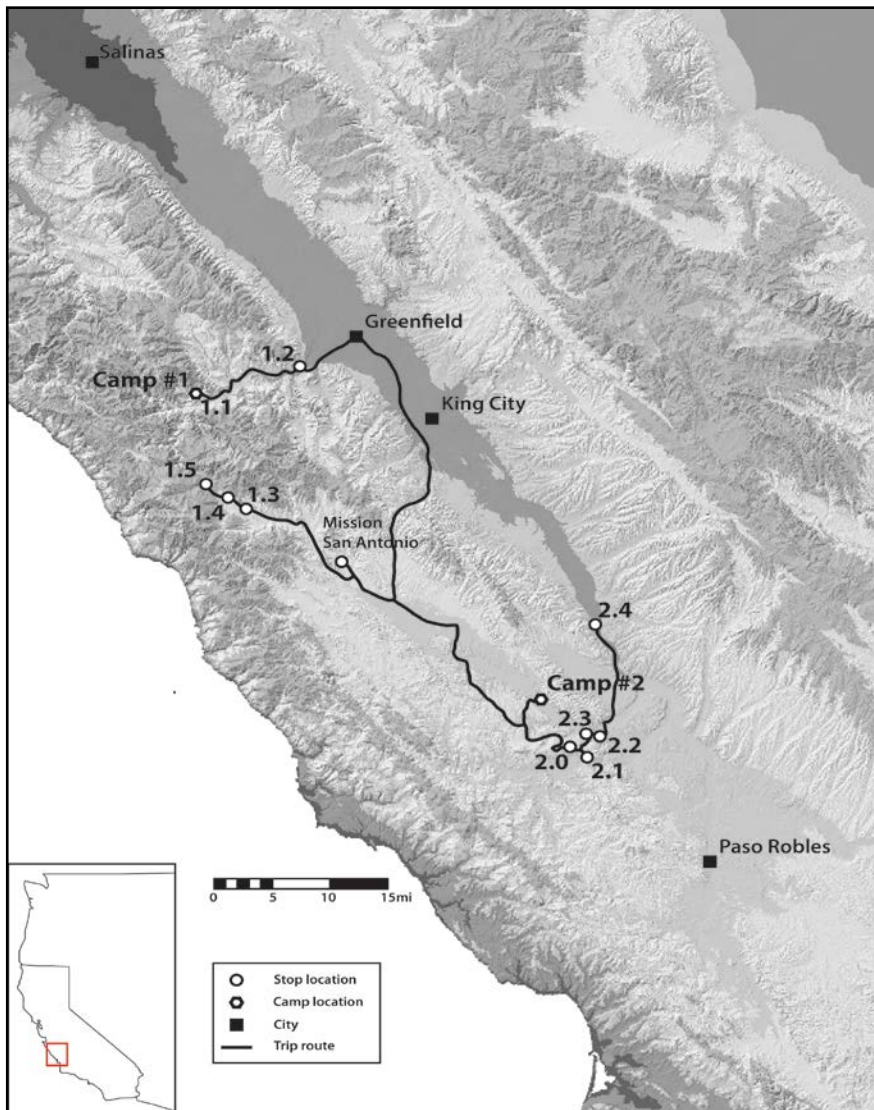 Salinas
Greenfield
1.2
Camp #1
1.1
King City
1.5
1.3
1.4
Mission
San Antonio
2.4
Camp #2
2.3
2.2
2.0
2.1
Paso Robles
0 5 10 15mi
Stop location
Camp location
City
Trip route